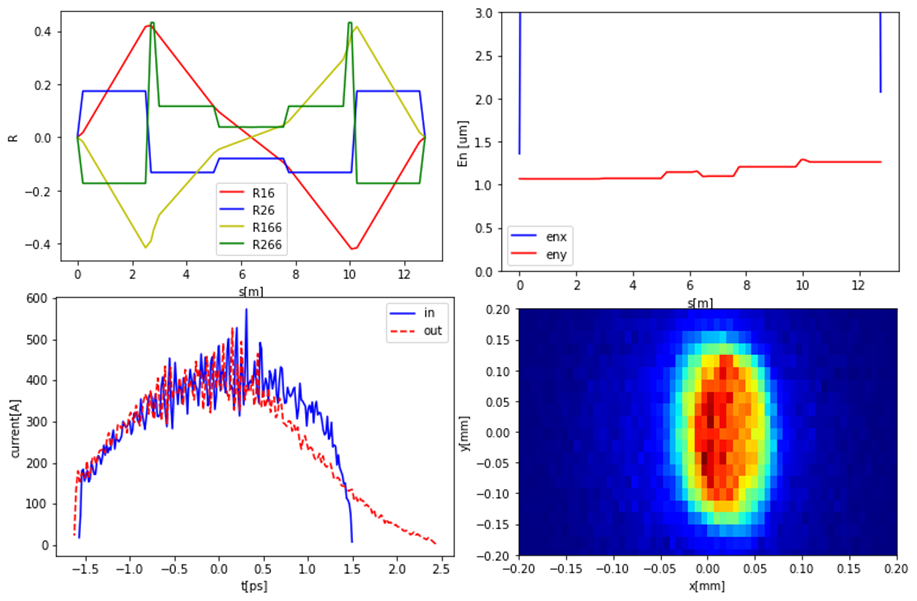 R
0.4
0.2
0.0
−0.2
−0.4
R16
R26
R166
R266
0 2 4 6 8 10 12
s[m]
En [um]
3.0
2.5
2.0
1.5
1.0
0.5
0.0
enx
eny
0 2 4 6 8 10 12
s[m]
current[A]
600
500
400
300
200
100
0
in
out
−1.5 −1.0 −0.5 0.0 0.5 1.0 1.5 2.0 2.5
t[ps]
y[mm]
0.20
0.15
0.10
0.05
0.00
−0.05
−0.10
−0.15
−0.20
−0.20 −0.15 −0.10 −0.05 0.00 0.05 0.10 0.15 0.20
x[mm]